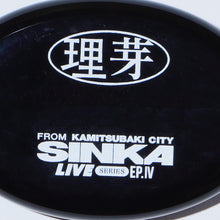 理芽
FROM KAMITSUBAKI CITY
SINKA
LIVE SERIES EP.IV